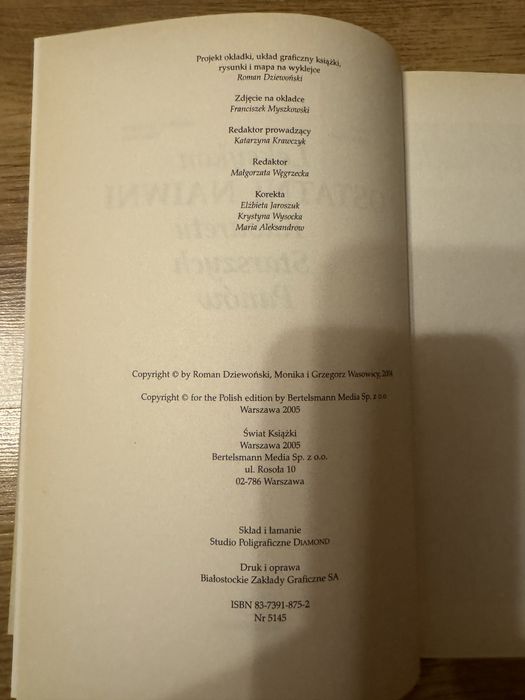 Projekt okładki, układ graficzny książki,
rysunki i mapa na wyklejce
Roman Dziewoński
Zdjęcie na okładce
Franciszek Myszkowski
Redaktor prowadzący
Katarzyna Krawczyk
Redaktor
Małgorzata Węgrzecka
Korekta
Elżbieta Jaroszuk
Krystyna Wysocka
Maria Aleksandrow
Copyright © by Roman Dziewoński, Monika i Grzegorz Wasowscy, 2004
Copyright © for the Polish edition by Bertelsmann Media Sp. z o.o.
Warszawa 2005
Świat Książki
Warszawa 2005
Bertelsmann Media Sp. z o.o.
ul. Rosoła 10
02-786 Warszawa
Skład i łamanie
Studio Poligraficzne DIAMOND
Druk i oprawa
Białostockie Zakłady Graficzne SA
ISBN 83-7391-875-2
Nr 5145